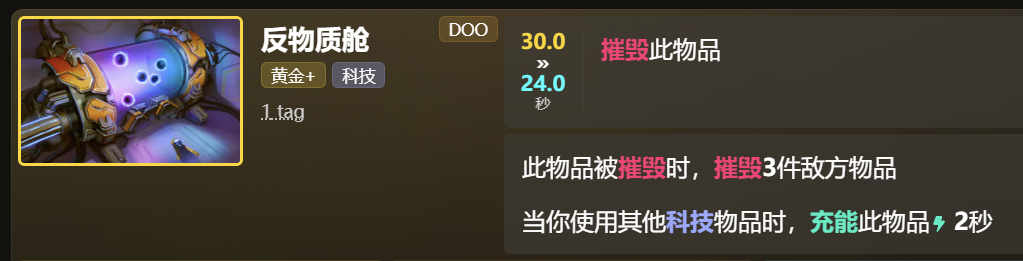 反物质舱
DOO
黄金+ 科技
1 tag
30.0
»
24.0
秒
摧毁此物品
此物品被摧毁时，摧毁3件敌方物品
当你使用其他科技物品时，充能此物品 2秒